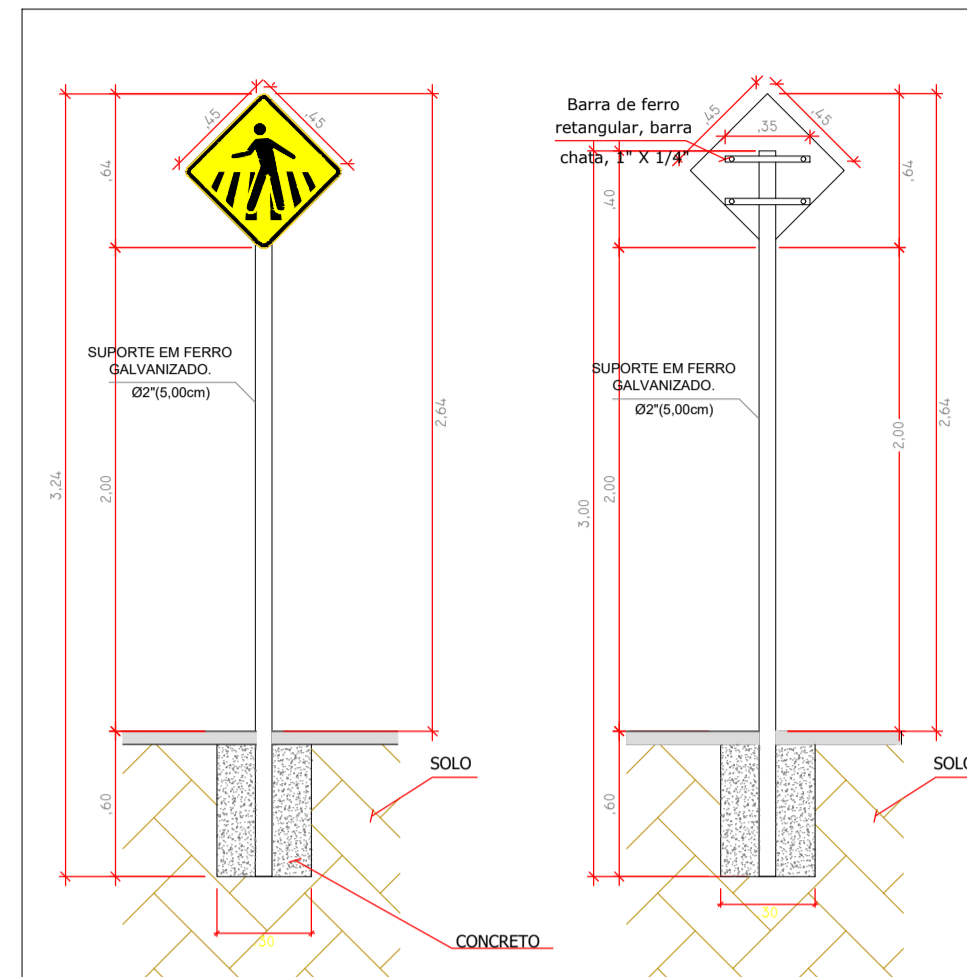 ,45
,45
,64
SUPORTE EM FERRO
GALVANIZADO.
Ø2"(5,00cm)
2,64
3,24
2,00
,60
SOLO
,30
CONCRETO
Barra de ferro
retangular, barra
chata, 1" X 1/4"
,45
,45
,35
,40
,64
SUPORTE EM FERRO
GALVANIZADO.
Ø2"(5,00cm)
2,00
2,64
3,00
2,00
,60
SOLO
,30